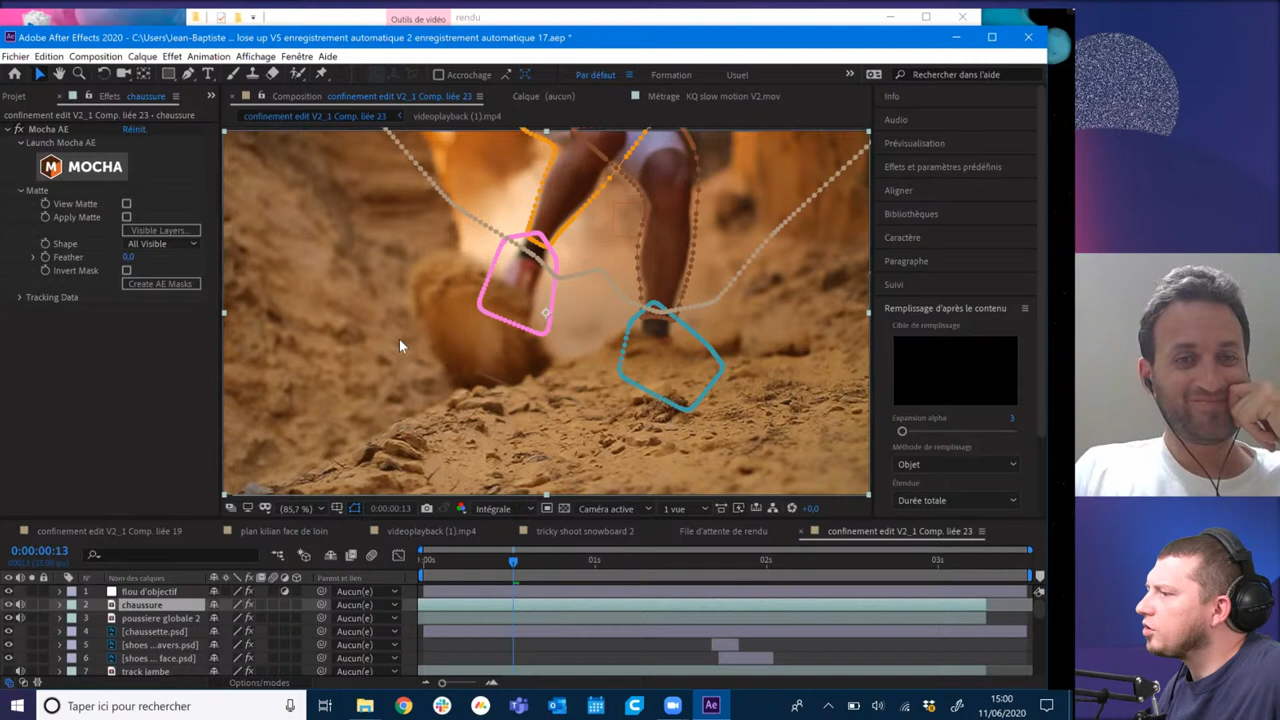 Outils de vidéo
rendu
Adobe After Effects 2020 - C:\Users\Jean-Baptiste ... lose up V5 enregistrement automatique 2 enregistrement automatique 17.aep *
Fichier Edition Composition Calque Effet Animation Affichage Fenêtre Aide
Accrochage Par défaut Formation Usuel Rechercher dans l'aide
Projet Effets chaussure Composition confinement edit V2_1 Comp. liée 23 Calque (aucun) Métrage KQ slow motion V2.mov Info
confinement edit V2_1 Comp. liée 23 • chaussure confinement edit V2_1 Comp. liée 23 videoplayback (1).mp4
Audio
Mocha AE Réinit.
Launch Mocha AE Prévisualisation
M MOCHA Effets et paramètres prédéfinis
Matte Aligner
View Matte
Apply Matte Bibliothèques
Visible Layers...
Shape All Visible Caractère
Feather 0,0 Paragraphe
Invert Mask
Create AE Masks Suivi
Tracking Data
Remplissage d'après le contenu
Cible de remplissage
Expansion alpha 3
Méthode de remplissage
Objet
Étendue
Durée totale
(85,7 %) 0:00:00:13 Intégrale Caméra active 1 vue +0,0
confinement edit V2_1 Comp. liée 19 plan kilian face de loin videoplayback (1).mp4 tricky shoot snowboard 2 File d'attente de rendu confinement edit V2_1 Comp. liée 23
0:00:00:13
:00s 01s 02s 03s
N° Nom des calques Parent et lien
1 flou d'objectif Aucun(e)
2 chaussure Aucun(e)
3 poussiere globale 2 Aucun(e)
4 [chaussette.psd] Aucun(e)
5 [shoes ...avers.psd] Aucun(e)
6 [shoes ... face.psd] Aucun(e)
7 track jambe Aucun(e)
Options/modes
Taper ici pour rechercher
Ae
15:00
11/06/2020